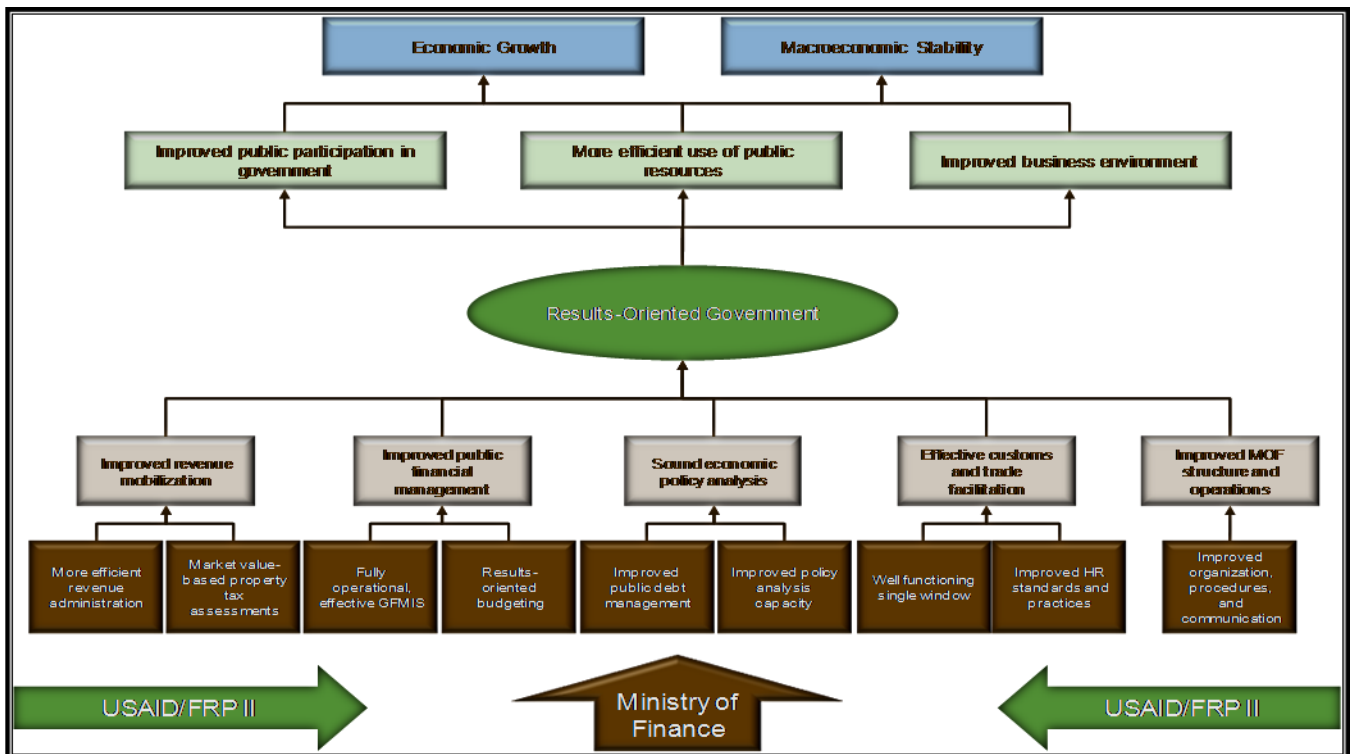 Economic Growth
Macroeconomic Stability
Improved public participation in
government
More efficient use of public
resources
Improved business environment
Results-Oriented Government
Improved revenue
mobilization
Improved public
financial
management
Sound economic
policy analysis
Effective customs
and trade
facilitation
Improved MOF
structure and
operations
More efficient
revenue
administration
Market value-
based property
tax
assessments
Fully
operational,
effective GFMIS
Results-
oriented
budgeting
Improved
public debt
management
Improved policy
analysis
capacity
Well functioning
single window
Improved HR
standards and
practices
Improved
organization,
procedures,
and
communication
USAID/FRP II
Ministry of
Finance
USAID/FRP II